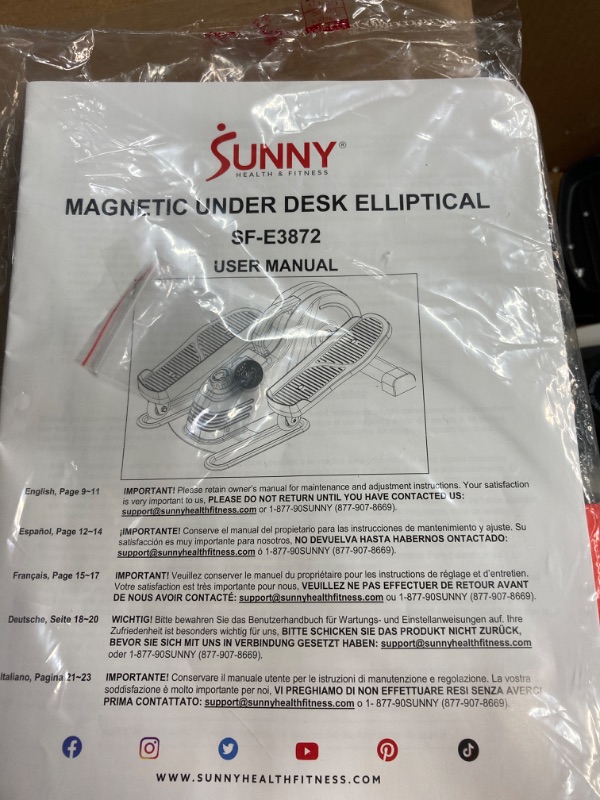 SUNNY®
HEALTH & FITNESS
MAGNETIC UNDER DESK ELLIPTICAL
SF-E3872
USER MANUAL
English, Page 9~11
IMPORTANT! Please retain owner's manual for maintenance and adjustment instructions. Your satisfaction
is very important to us, PLEASE DO NOT RETURN UNTIL YOU HAVE CONTACTED US:
support@sunnyhealthfitness.com or 1-877-90SUNNY (877-907-8669).
Español, Page 12~14
¡IMPORTANTE! Conserve el manual del propietario para las instrucciones de mantenimiento y ajuste. Su
satisfacción es muy importante para nosotros, NO DEVUELVA HASTA HABERNOS ONTACTADO:
support@sunnyhealthfitness.com ó 1-877-90SUNNY (877-907-8669).
Français, Page 15~17
IMPORTANT! Veuillez conserver le manuel du propriétaire pour les instructions de réglage et d'entretien.
Votre satisfaction est très importante pour nous, VEUILLEZ NE PAS EFFECTUER DE RETOUR AVANT
DE NOUS AVOIR CONTACTÉ: support@sunnyhealthfitness.com ou 1-877-90SUNNY (877-907-8669).
Deutsche, Seite 18~20
WICHTIG! Bitte bewahren Sie das Benutzerhandbuch für Wartungs- und Einstellanweisungen auf. Ihre
Zufriedenheit ist besonders wichtig für uns, BITTE SCHICKEN SIE DAS PRODUKT NICHT ZURÜCK,
BEVOR SIE SICH MIT UNS IN VERBINDUNG GESETZT HABEN: support@sunnyhealthfitness.com
oder 1-877-90SUNNY (877-907-8669).
Italiano, Pagina 21~23
IMPORTANTE! Conservare il manuale utente per le istruzioni di manutenzione e regolazione. La vostra
soddisfazione è molto importante per noi, VI PREGHIAMO DI NON EFFETTUARE RESI SENZA AVERCI
PRIMA CONTATTATO: support@sunnyhealthfitness.com o 1- 877-90SUNNY (877-907-8669).
WWW.SUNNYHEALTHFITNESS.COM